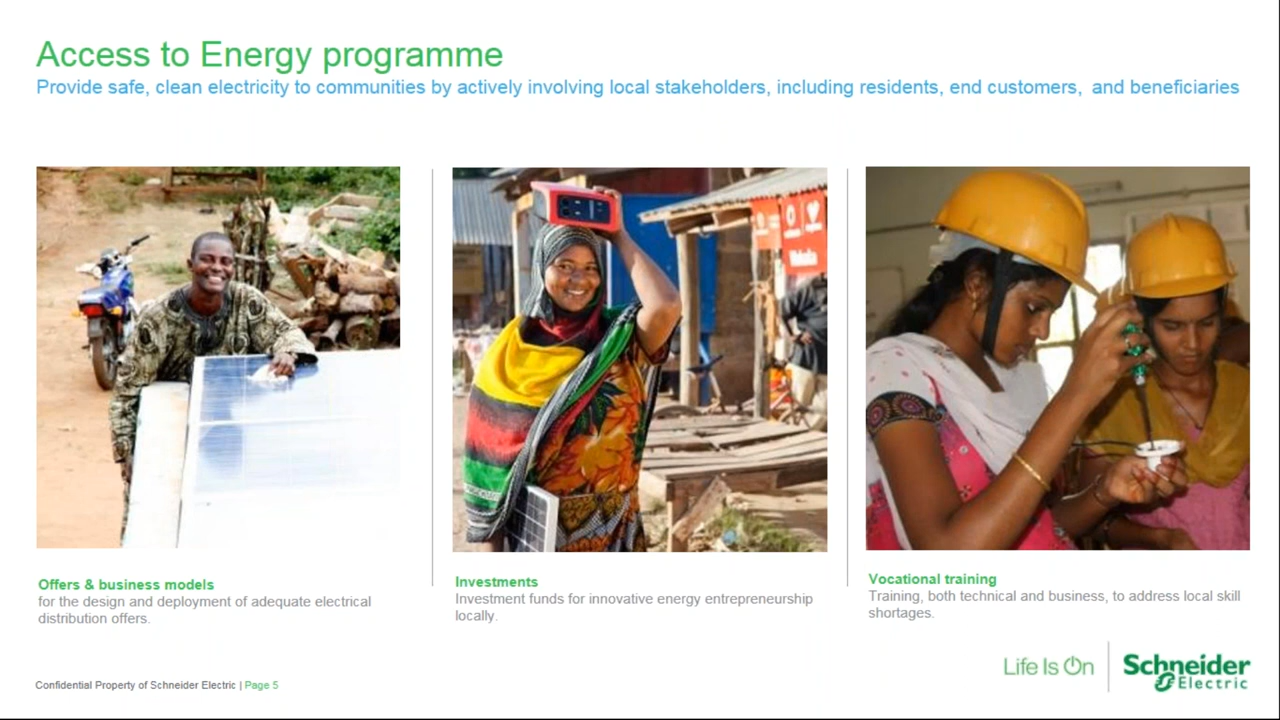 Access to Energy programme
Provide safe, clean electricity to communities by actively involving local stakeholders, including residents, end customers, and beneficiaries
Offers & business models
for the design and deployment of adequate electrical
distribution offers.
Investments
Investment funds for innovative energy entrepreneurship
locally.
Vocational training
Training, both technical and business, to address local skill
shortages.
Confidential Property of Schneider Electric | Page 5
Life Is On
Schneider
Electric